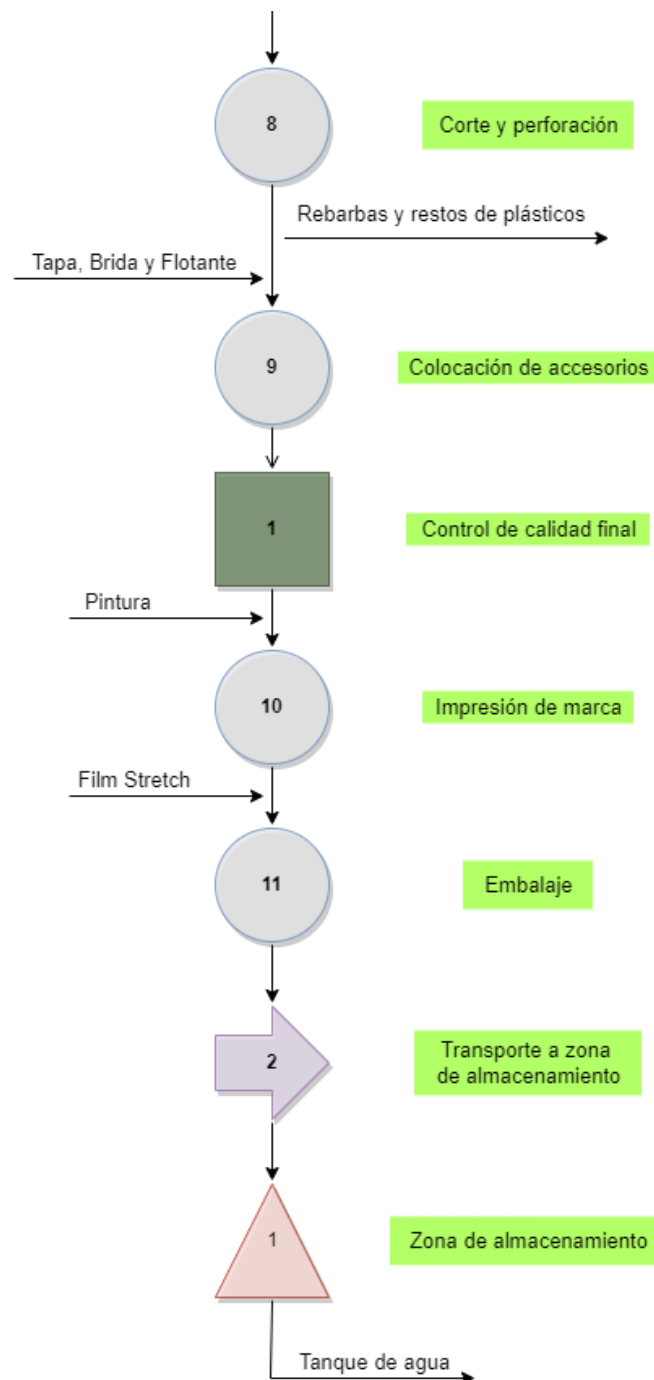 8
Corte y perforación
Rebarbas y restos de plásticos
Tapa, Brida y Flotante
9
Colocación de accesorios
1
Control de calidad final
Pintura
10
Impresión de marca
Film Stretch
11
Embalaje
2
Transporte a zona
de almacenamiento
1
Zona de almacenamiento
Tanque de agua